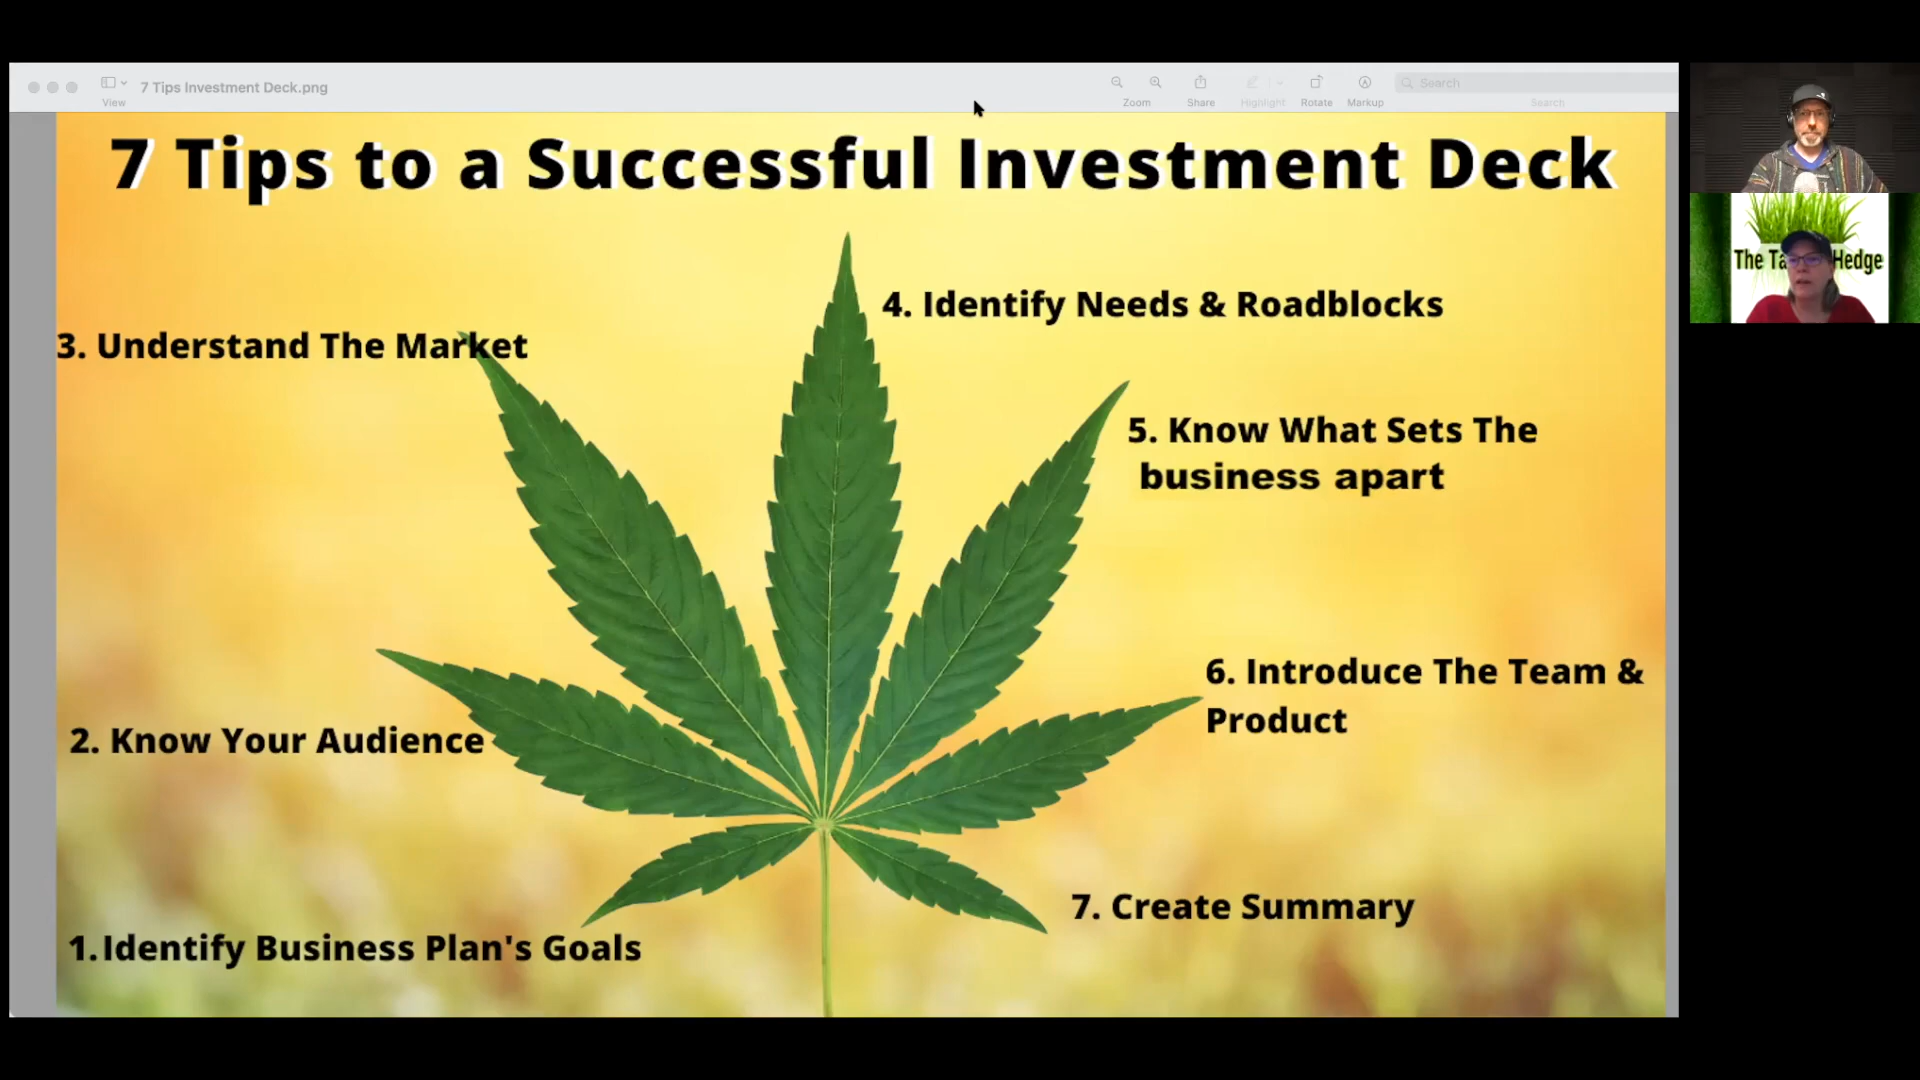 7 Tips Investment Deck.png
View
Zoom
Share
Highlight
Rotate
Markup
Search
Search
7 Tips to a Successful Investment Deck
4. Identify Needs & Roadblocks
3. Understand The Market
5. Know What Sets The
business apart
6. Introduce The Team &
Product
2. Know Your Audience
7. Create Summary
1. Identify Business Plan's Goals
The Ta Hedge